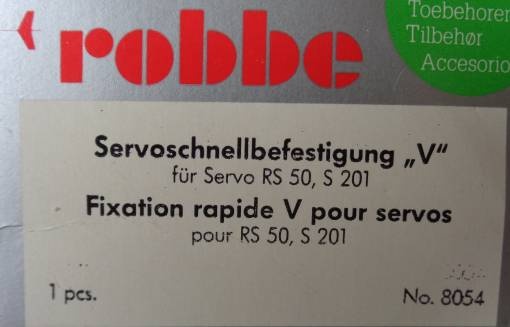 Toebehoren
Tilbehør
Accesorio
robbe
Servoschnellbefestigung „V“
für Servo RS 50, S 201
Fixation rapide V pour servos
pour RS 50, S 201
1 pcs.
No. 8054